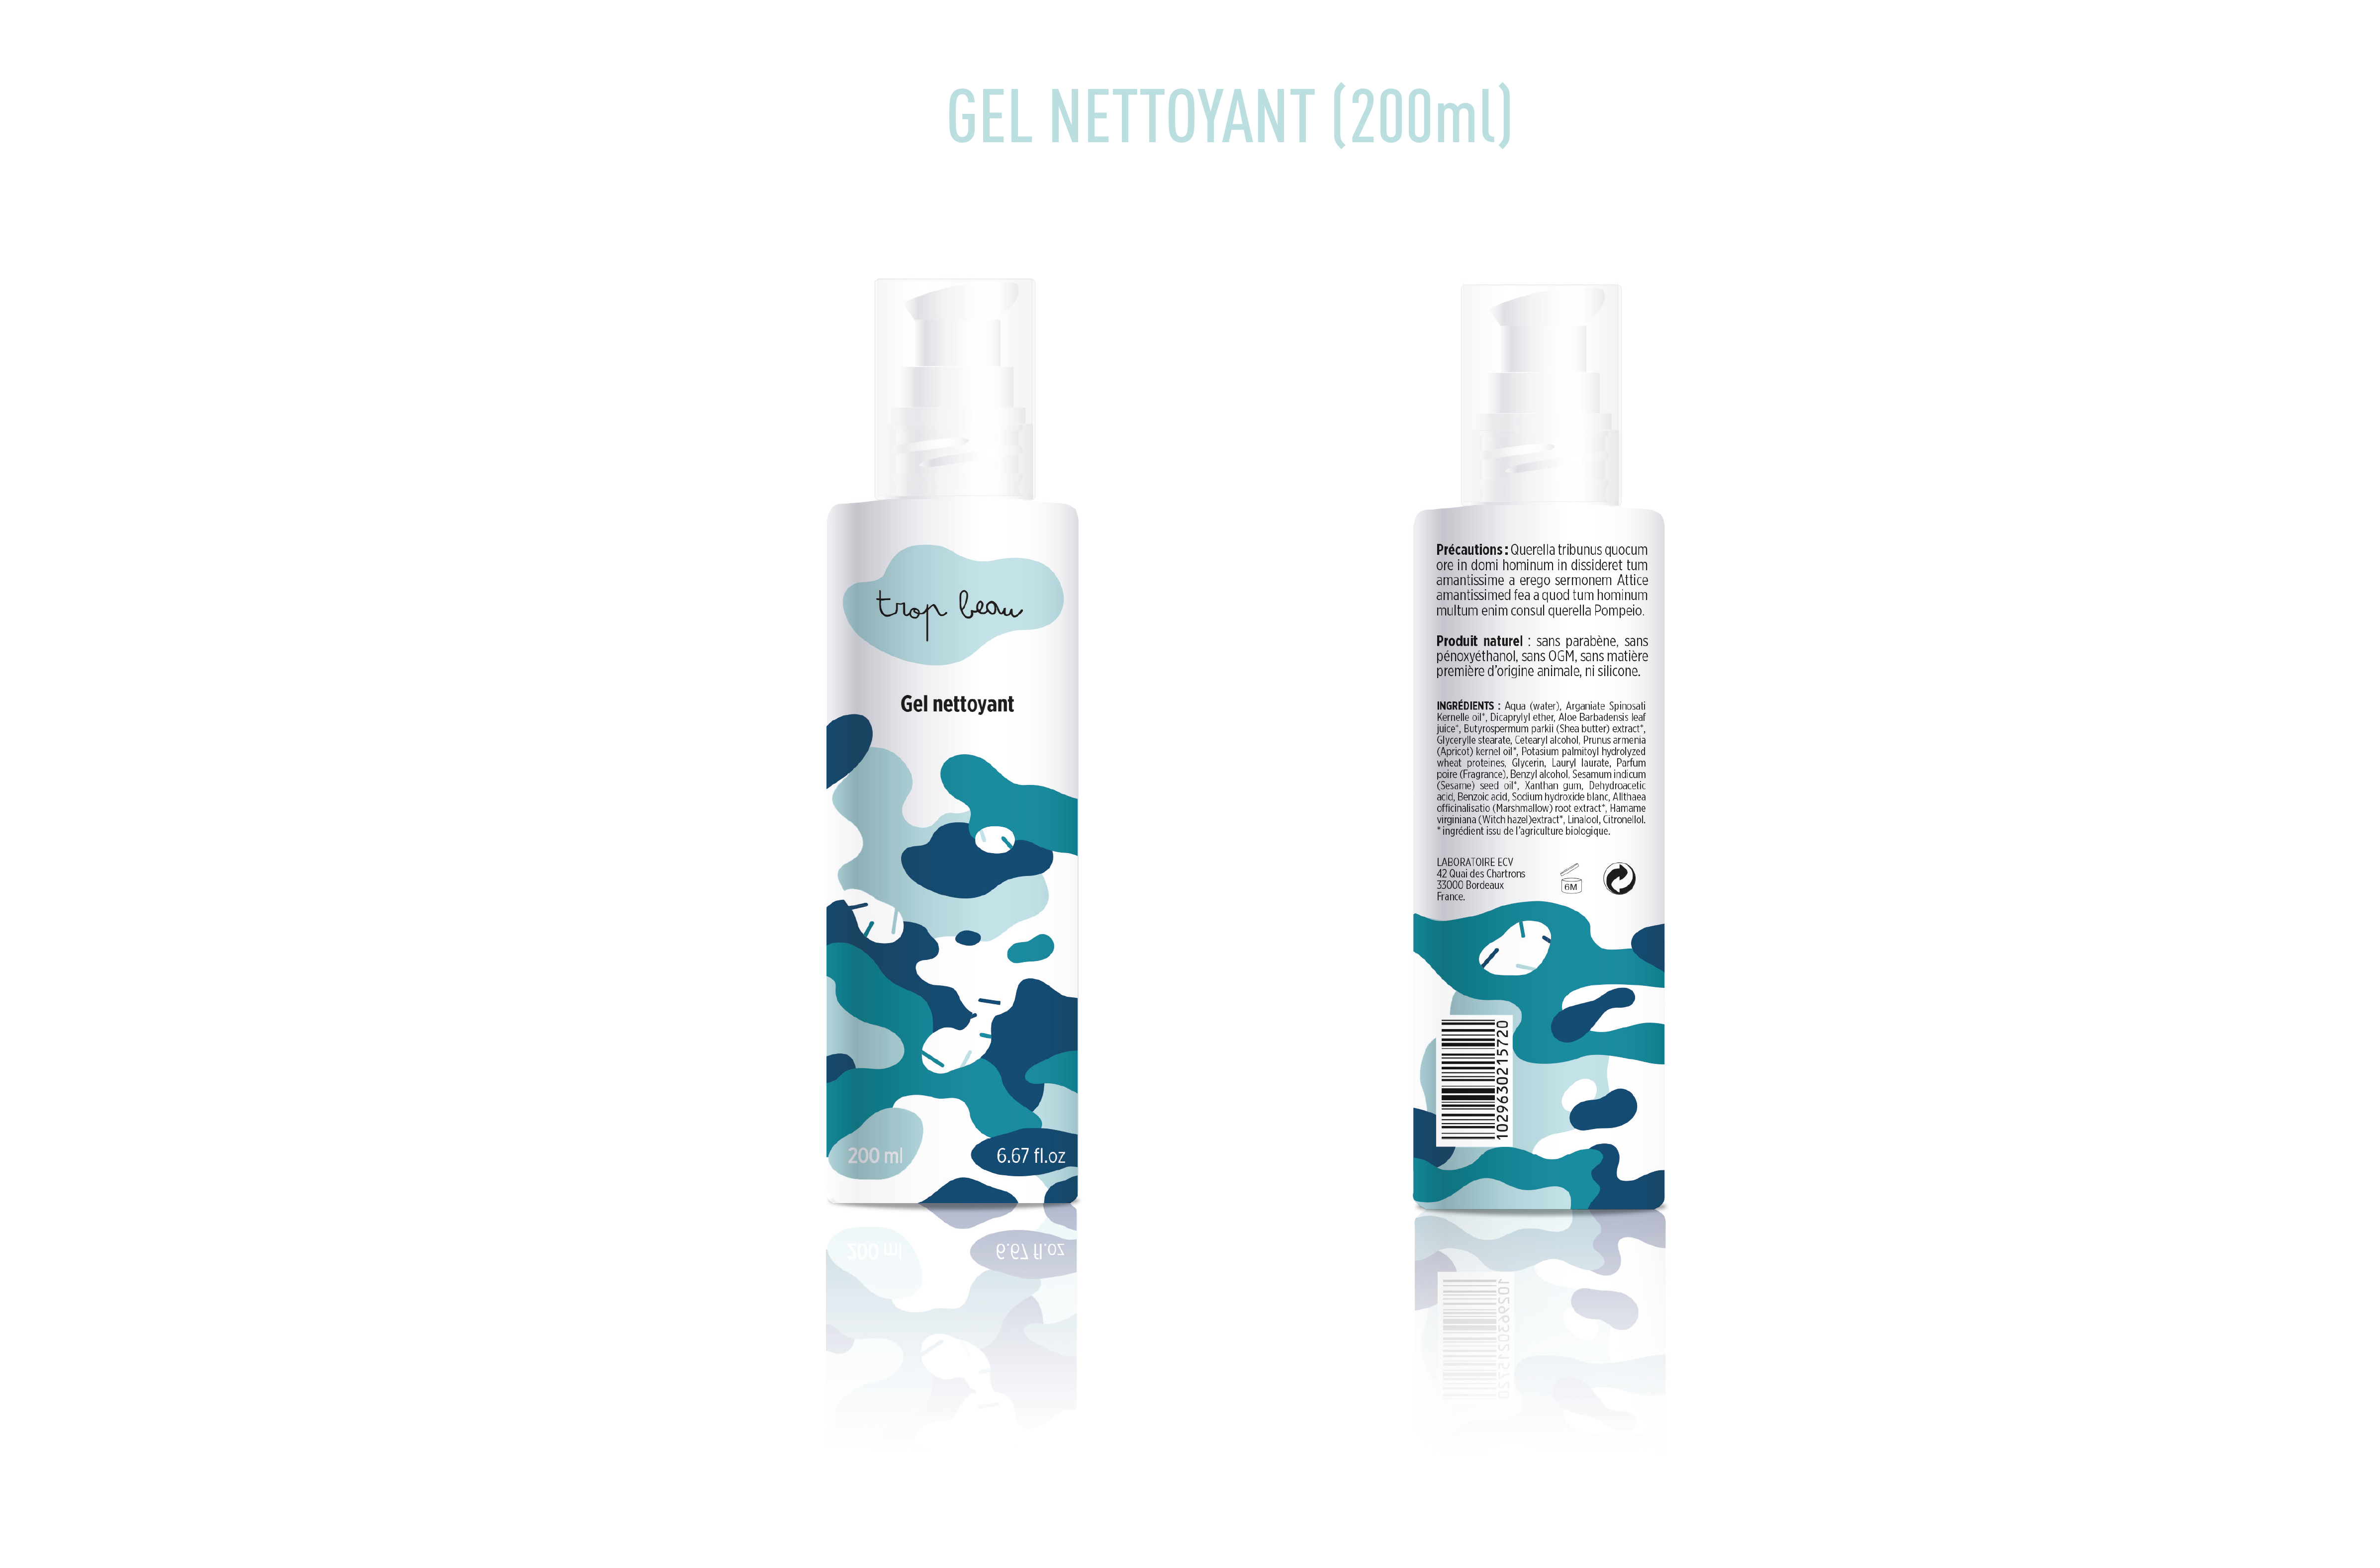 GEL NETTOYANT (200ml)
trop beau
Gel nettoyant
200 ml
6.67 fl.oz
Précautions : Querella tribunus quocum
ore in domi hominum in dissideret tum
amantissime a erego sermonem Attice
amantissimed fea a quod tum hominum
multum enim consul querella Pompeio.
Produit naturel : sans parabène, sans
pénoxyéthanol, sans OGM, sans matière
première d'origine animale, ni silicone.
INGRÉDIENTS : Aqua (water), Arganiate Spinosati
Kernelle oil*, Dicaprylyl ether, Aloe Barbadensis leaf
juice*, Butyrospermum parkii (Shea butter) extract*,
Glycerylle stearate, Cetearyl alcohol, Prunus armenia
(Apricot) kernel oil*, Potasium palmitoyl hydrolyzed
wheat proteines, Glycerin, Lauryl laurate, Parfum
poire (Fragrance), Benzyl alcohol, Sesamum indicum
(Sesame) seed oil*, Xanthan gum, Dehydroacetic
acid, Benzoic acid, Sodium hydroxide blanc, Allthaea
officinalisatio (Marshmallow) root extract*, Hamame
virginiana (Witch hazel)extract*, Linalool, Citronellol.
* ingrédient issu de l'agriculture biologique.
LABORATOIRE ECV
42 Quai des Chartrons
33000 Bordeaux
France.
6M
1029630215720